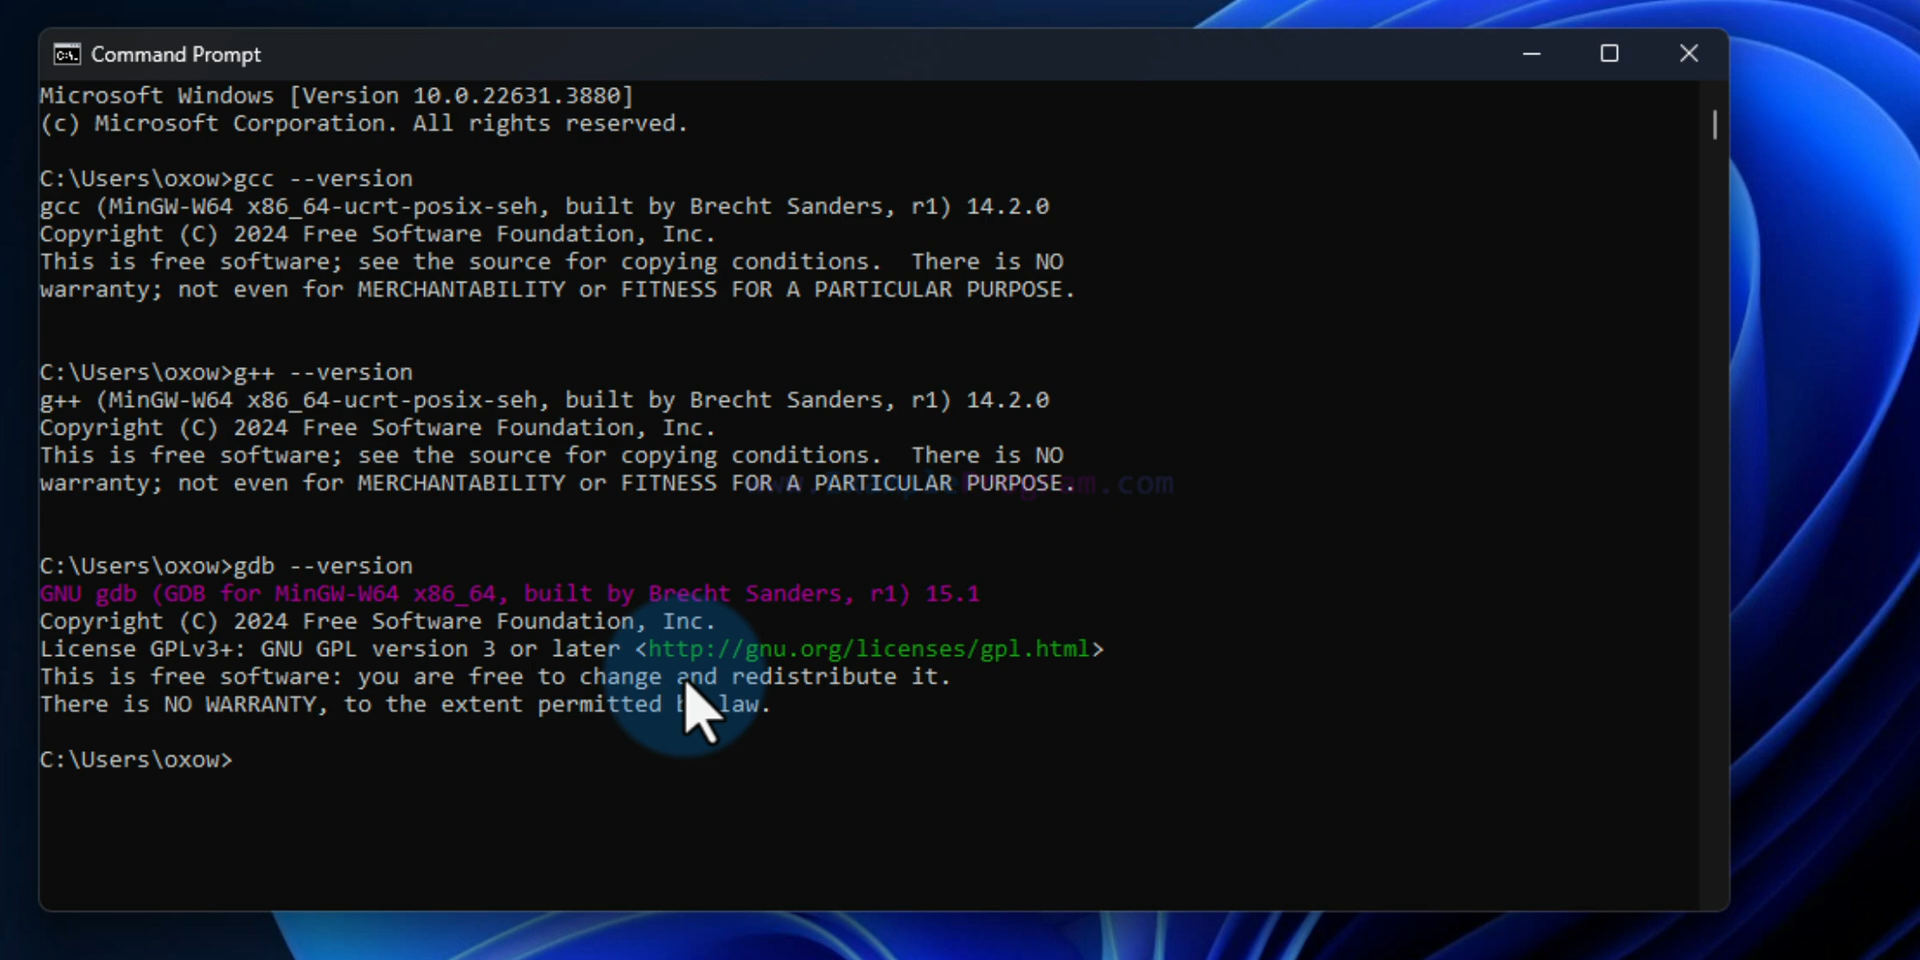 Command Prompt
Microsoft Windows [Version 10.0.22631.3880]
(c) Microsoft Corporation. All rights reserved.
C:\Users\oxow>gcc --version
gcc (MinGW-W64 x86_64-ucrt-posix-seh, built by Brecht Sanders, r1) 14.2.0
Copyright (C) 2024 Free Software Foundation, Inc.
This is free software; see the source for copying conditions.  There is NO
warranty; not even for MERCHANTABILITY or FITNESS FOR A PARTICULAR PURPOSE.
C:\Users\oxow>g++ --version
g++ (MinGW-W64 x86_64-ucrt-posix-seh, built by Brecht Sanders, r1) 14.2.0
Copyright (C) 2024 Free Software Foundation, Inc.
This is free software; see the source for copying conditions.  There is NO
warranty; not even for MERCHANTABILITY or FITNESS FOR A PARTICULAR PURPOSE.
C:\Users\oxow>gdb --version
GNU gdb (GDB for MinGW-W64 x86_64, built by Brecht Sanders, r1) 15.1
Copyright (C) 2024 Free Software Foundation, Inc.
License GPLv3+: GNU GPL version 3 or later <http://gnu.org/licenses/gpl.html>
This is free software: you are free to change and redistribute it.
There is NO WARRANTY, to the extent permitted by law.
C:\Users\oxow>